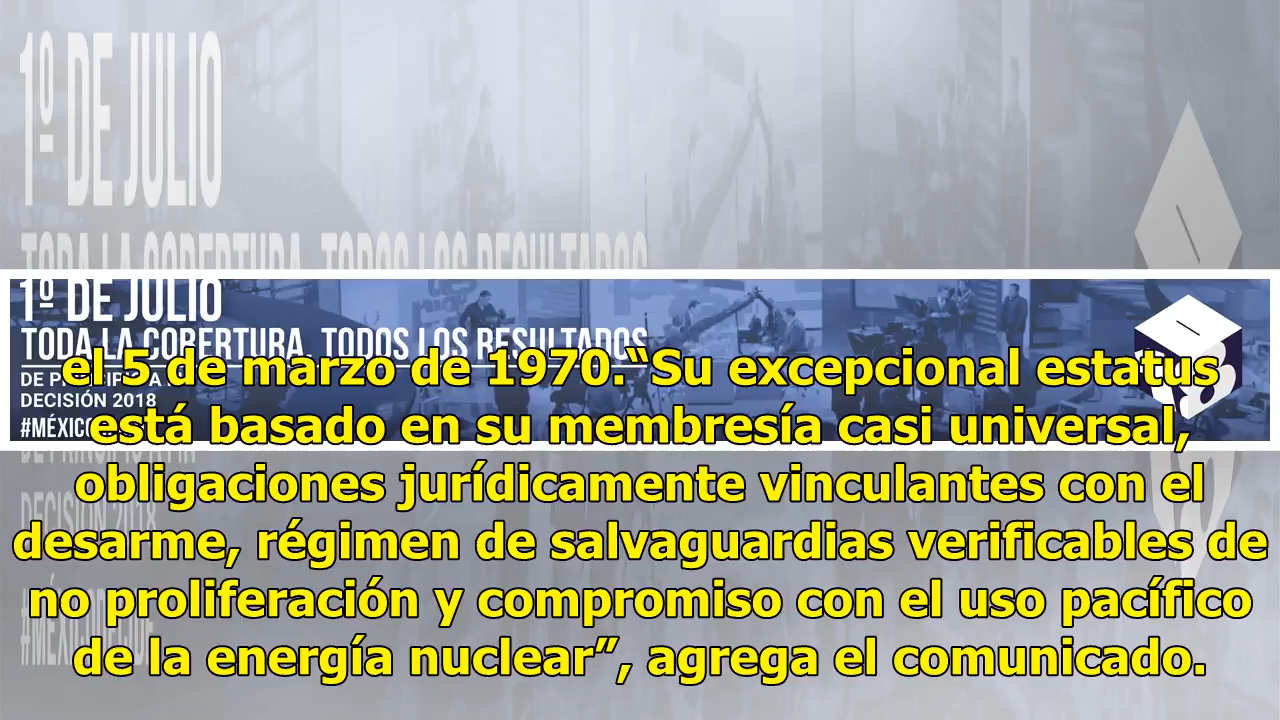 1º DE JULIO
TODA LA COBERTURA. TODOS LOS RESULTADOS
1º DE JULIO
TODA LA COBERTURA. TODOS LOS RESULTADOS
el 5 de marzo de 1970.“Su excepcional estatus
DE
DECISIÓN 2018
está basado en su membresía casi universal,
obligaciones jurídicamente vinculantes con el
DECISIÓN 2018
desarme, régimen de salvaguardias verificables de
no proliferación y compromiso con el uso pacífico
de la energía nuclear”, agrega el comunicado.